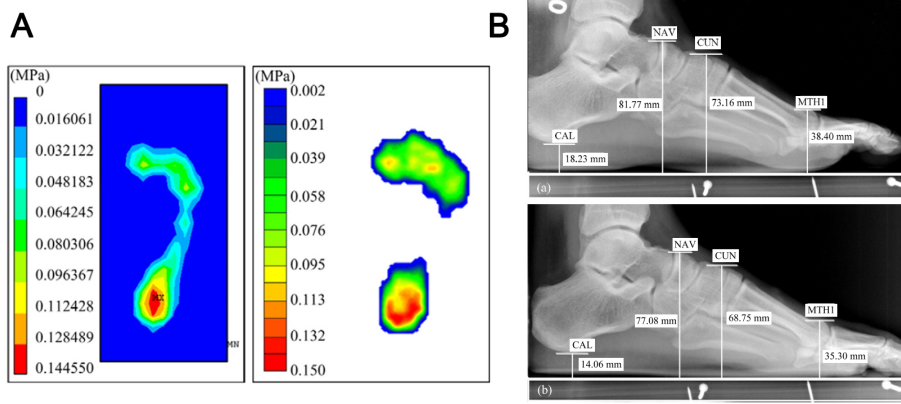 A
(MPa)
0
0.016061
0.032122
0.048183
0.064245
0.080306
0.096367
0.112428
0.128489
0.144550
MX
MN
(MPa)
0.002
0.021
0.039
0.058
0.076
0.095
0.113
0.132
0.150
B
NAV
CUN
MTH1
81.77 mm
73.16 mm
38.40 mm
CAL
18.23 mm
(a)
NAV
CUN
MTH1
77.08 mm
68.75 mm
35.30 mm
CAL
14.06 mm
(b)